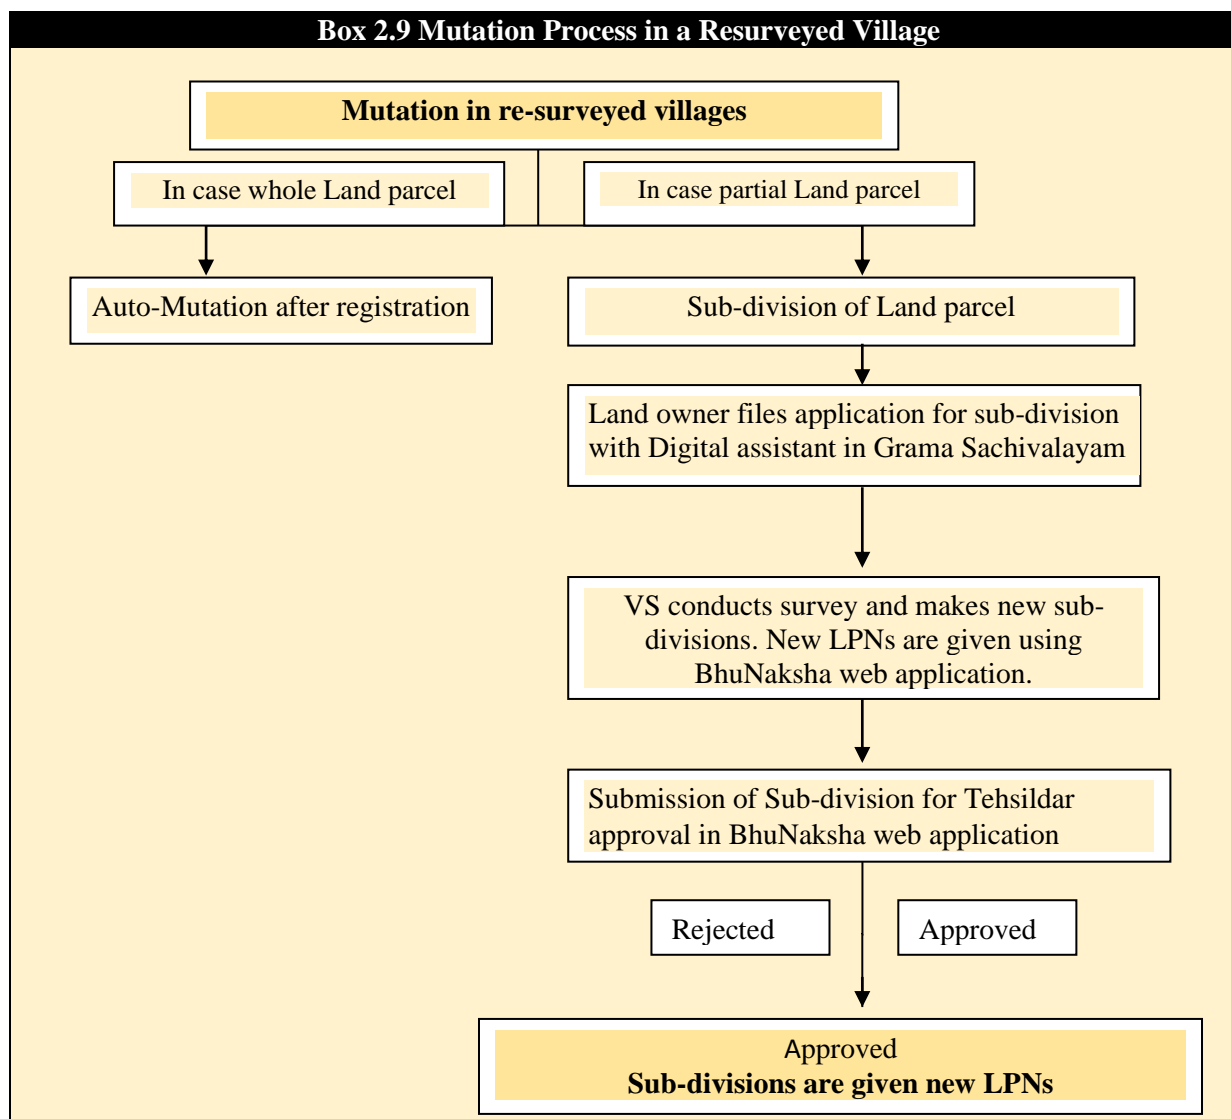 Box 2.9 Mutation Process in a Resurveyed Village
Mutation in re-surveyed villages
In case whole Land parcel
In case partial Land parcel
Auto-Mutation after registration
Sub-division of Land parcel
Land owner files application for sub-division
with Digital assistant in Grama Sachivalayam
VS conducts survey and makes new sub-
divisions. New LPNs are given using
BhuNaksha web application.
Submission of Sub-division for Tehsildar
approval in BhuNaksha web application
Rejected
Approved
Approved
Sub-divisions are given new LPNs